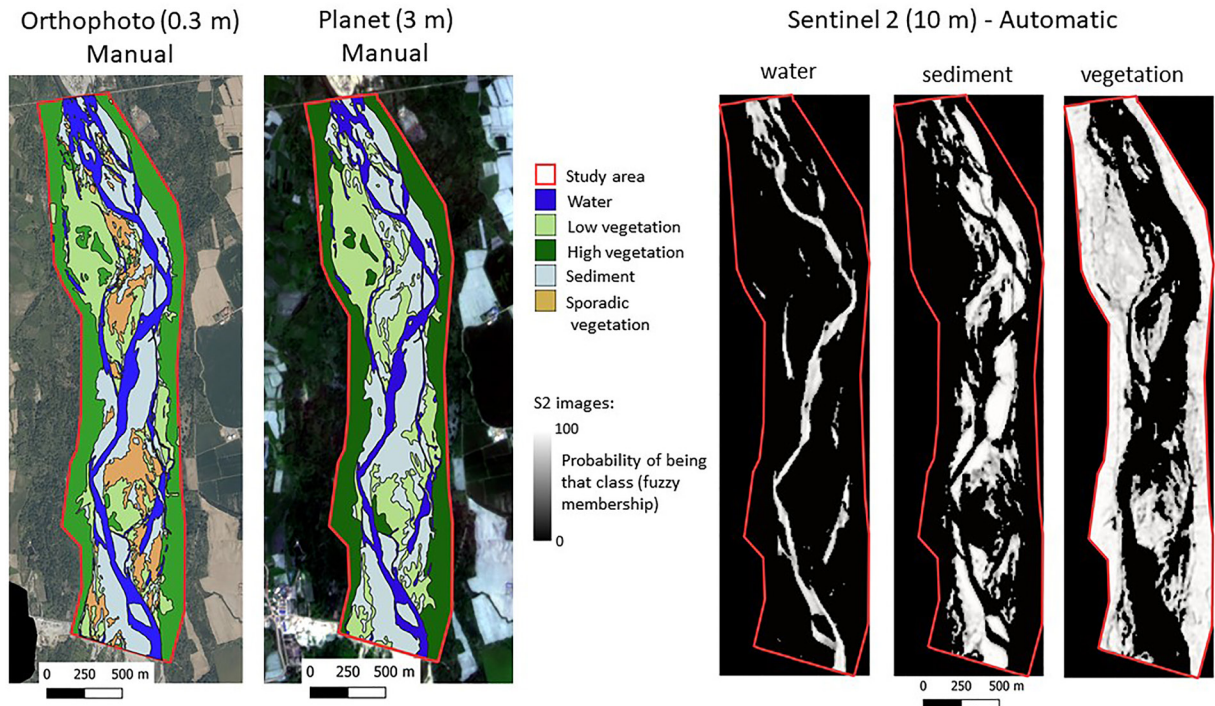 Orthophoto (0.3 m)
Manual
Planet (3 m)
Manual
Sentinel 2 (10 m) - Automatic
water
sediment
vegetation
Study area
Water
Low vegetation
High vegetation
Sediment
Sporadic
vegetation
S2 images:
100
Probability of being
that class (fuzzy
membership)
0
0 250 500 m
0 250 500 m
0 250 500 m